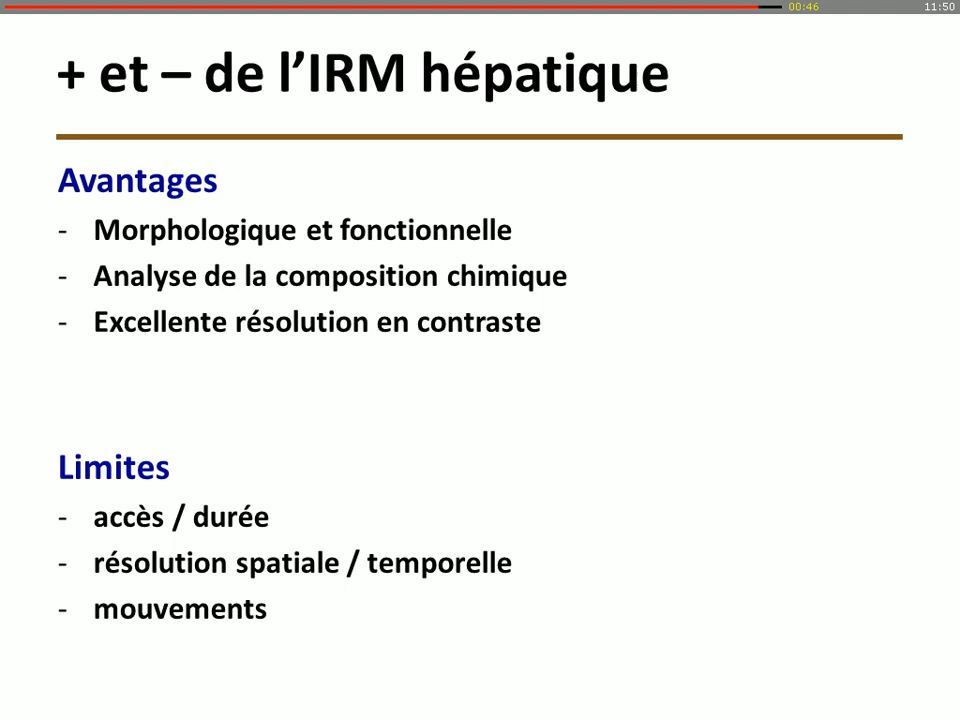 00:46
11:50
+ et – de l’IRM hépatique
Avantages
- Morphologique et fonctionnelle
- Analyse de la composition chimique
- Excellente résolution en contraste
Limites
- accès / durée
- résolution spatiale / temporelle
- mouvements